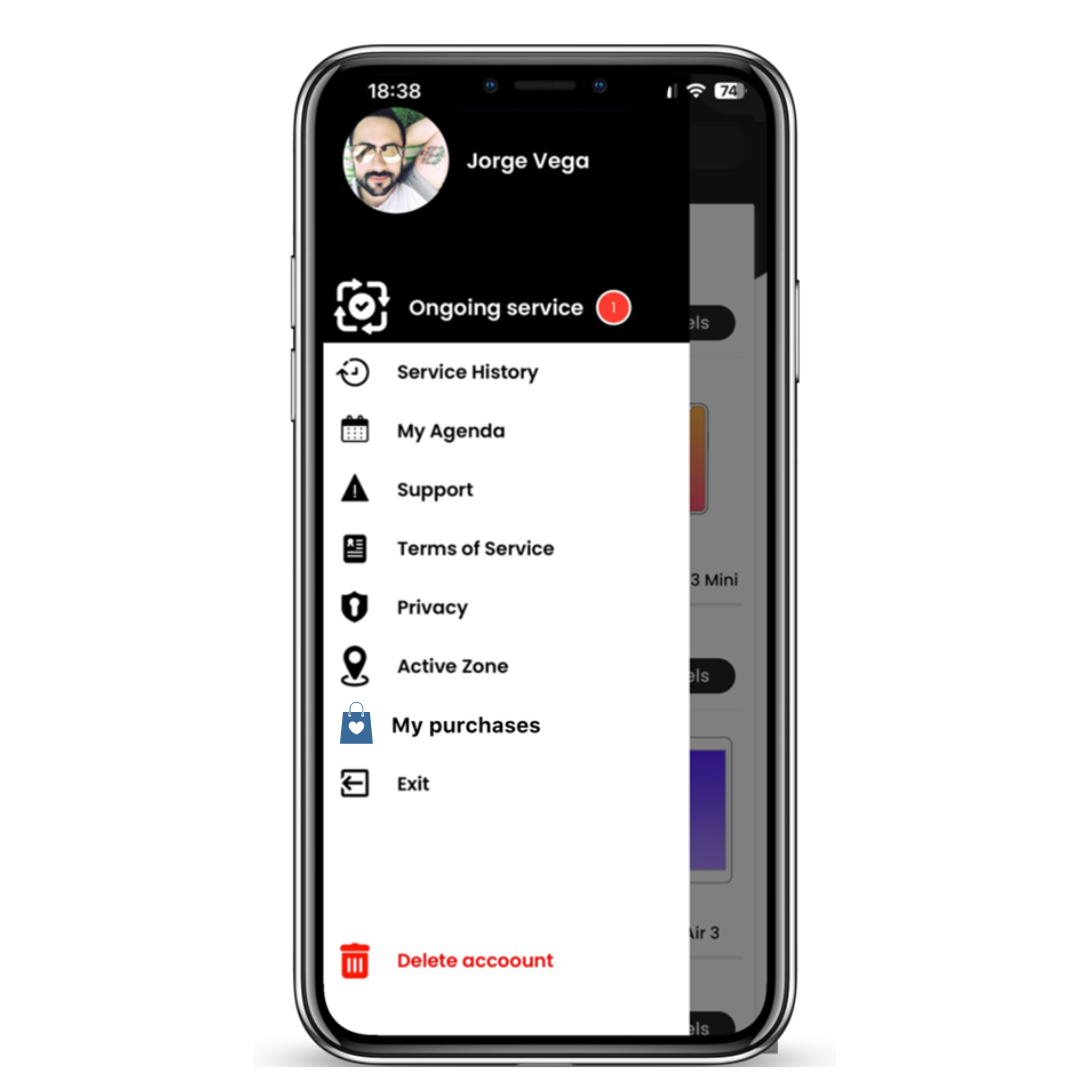 18:38
74
Jorge Vega
Ongoing service 1
els
Service History
My Agenda
Support
Terms of Service
3 Mini
Privacy
Active Zone
els
My purchases
Exit
Air 3
Delete accoount
els